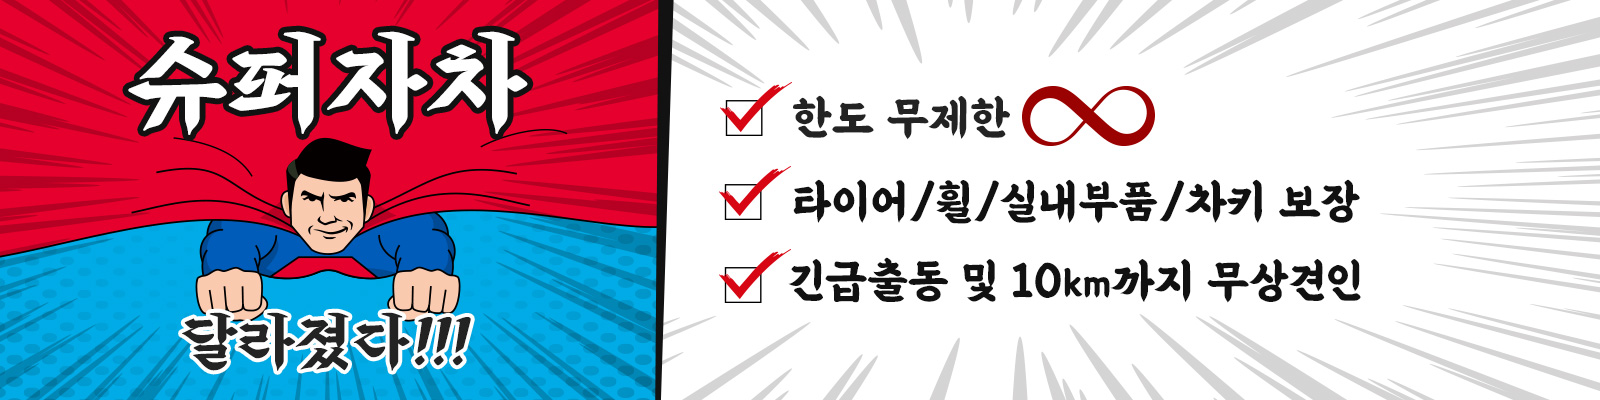 슈퍼자차
달라졌다!!!
한도 무제한
타이어/휠/실내부품/차키 보장
긴급출동 및 10km까지 무상견인